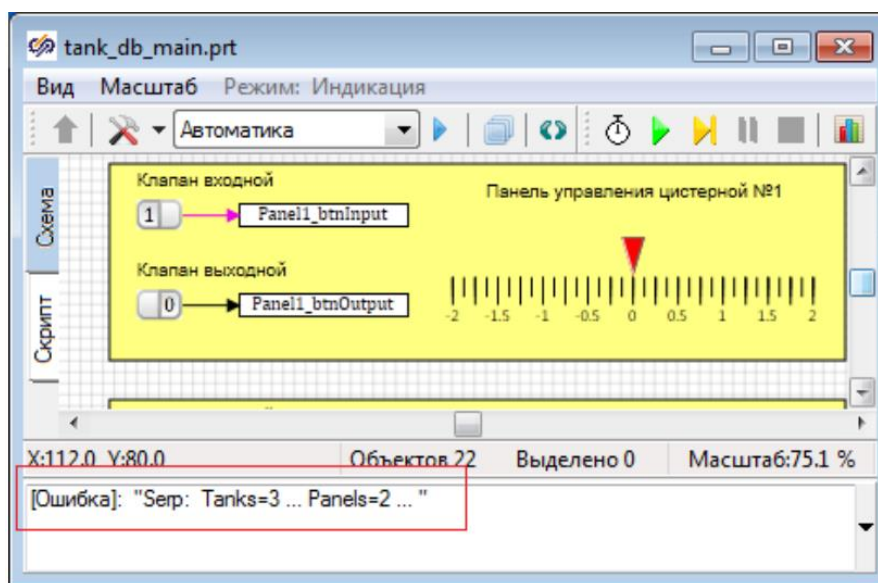 tank_db_main.prt
Вид Масштаб Режим: Индикация
Автоматика
Схема
Скрипт
Клапан входной
Панель управления цистерной №1
1
Panel1_btnInput
Клапан выходной
0
Panel1_btnOutput
-2 -1.5 -1 -0.5 0 0.5 1 1.5 2
X:112.0 Y:80.0 Объектов 22 Выделено 0 Масштаб:75.1 %
[Ошибка]: "Serp: Tanks=3 ... Panels=2 ... "